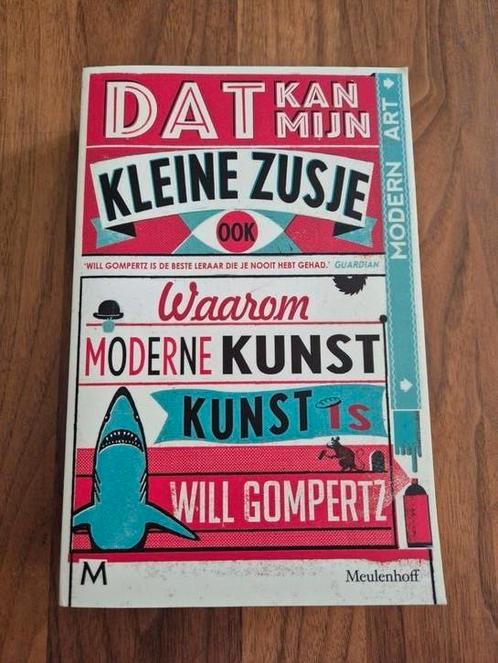 DAT KAN
MIJN
KLEINE ZUSJE
OOK
'WILL GOMPERTZ IS DE BESTE LERAAR DIE JE NOOIT HEBT GEHAD.' GUARDIAN
Waarom
MODERNE KUNST
KUNST is
WILL GOMPERTZ
MODERN ART
M
Meulenhoff